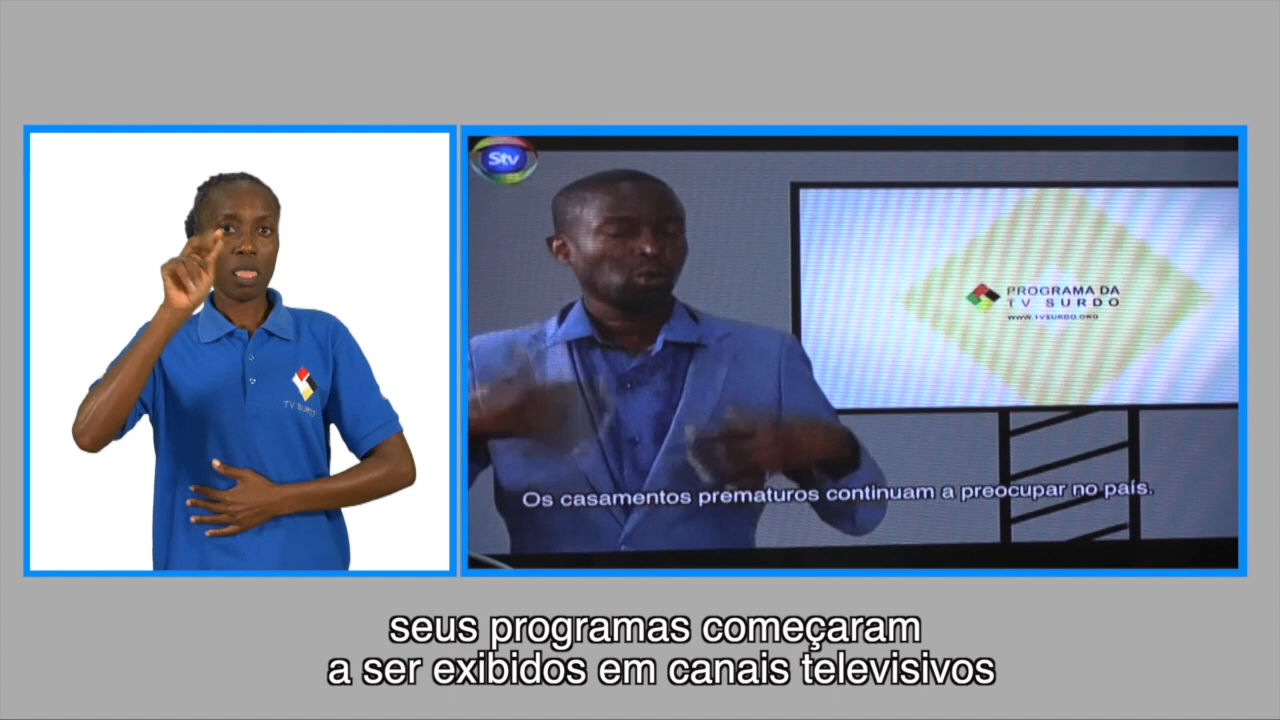 Stv
PROGRAMA DA
TV SURDO
WWW.TVSURDO.ORG
TV SURDO
Os casamentos prematuros continuam a preocupar no país.
seus programas começaram
a ser exibidos em canais televisivos